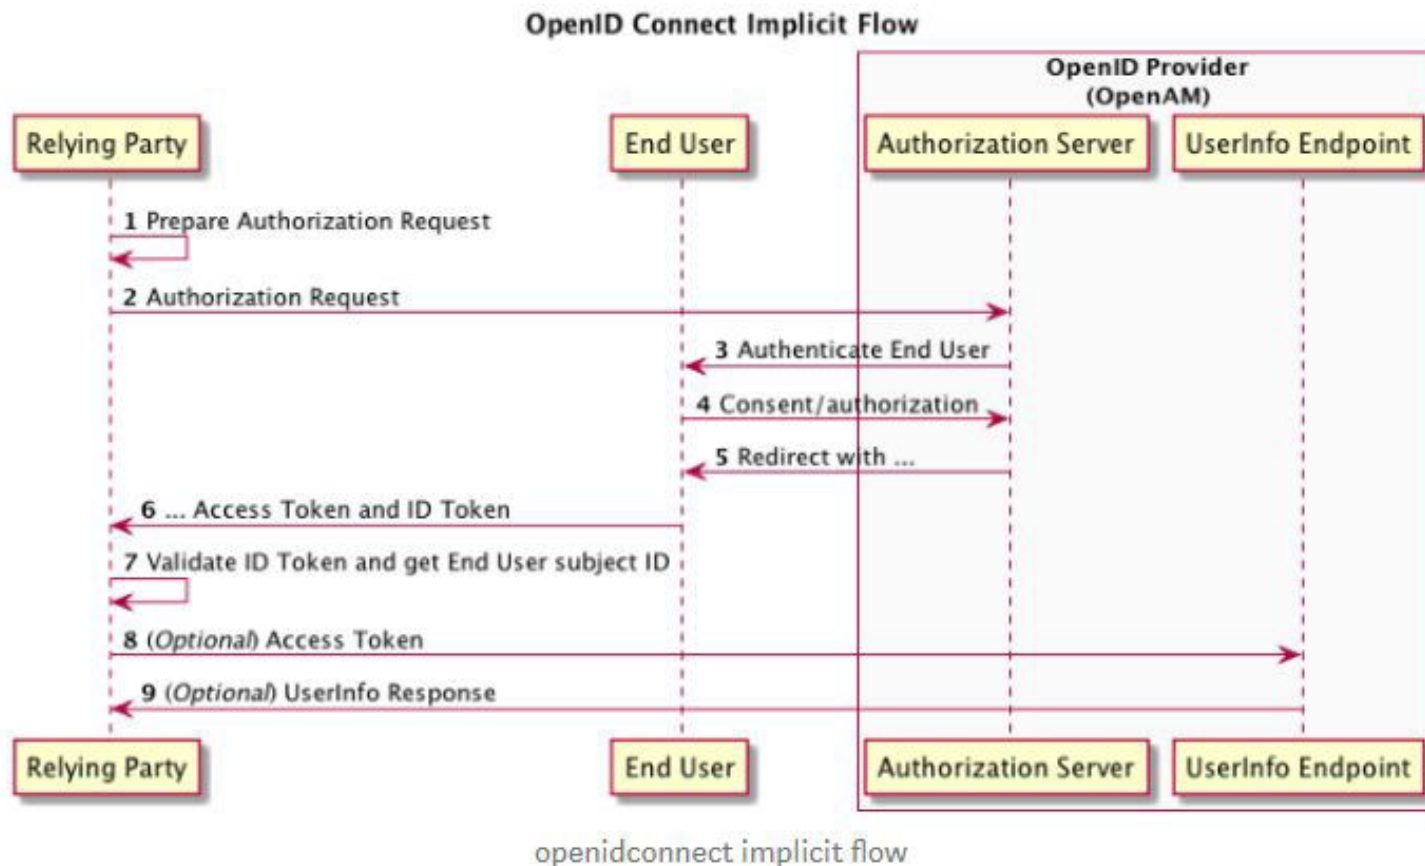 OpenID Connect Implicit Flow
OpenID Provider
(OpenAM)
Relying Party
End User
Authorization Server
UserInfo Endpoint
1 Prepare Authorization Request
2 Authorization Request
3 Authenticate End User
4 Consent/authorization
5 Redirect with ...
6 ... Access Token and ID Token
7 Validate ID Token and get End User subject ID
8 (Optional) Access Token
9 (Optional) UserInfo Response
Relying Party
End User
Authorization Server
UserInfo Endpoint
openidconnect implicit flow